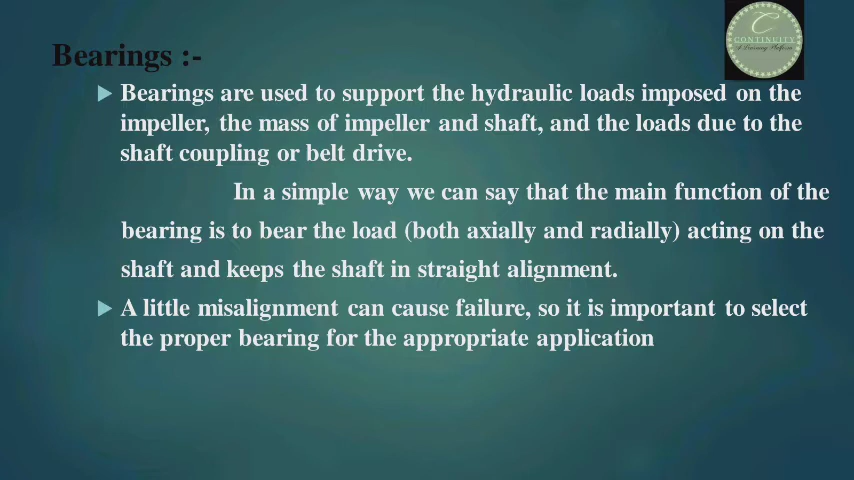 CONTINUITY
A Learning Platform
Bearings :-
Bearings are used to support the hydraulic loads imposed on the
impeller, the mass of impeller and shaft, and the loads due to the
shaft coupling or belt drive.
In a simple way we can say that the main function of the
bearing is to bear the load (both axially and radially) acting on the
shaft and keeps the shaft in straight alignment.
A little misalignment can cause failure, so it is important to select
the proper bearing for the appropriate application